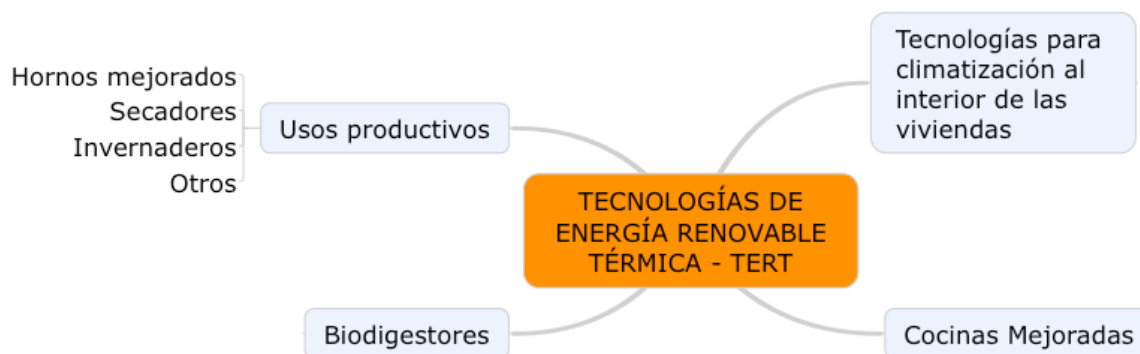 Tecnologías para
climatización al
interior de las
viviendas
Hornos mejorados
Secadores
Invernaderos
Otros
Usos productivos
TECNOLOGÍAS DE
ENERGÍA RENOVABLE
TÉRMICA - TERT
Biodigestores
Cocinas Mejoradas